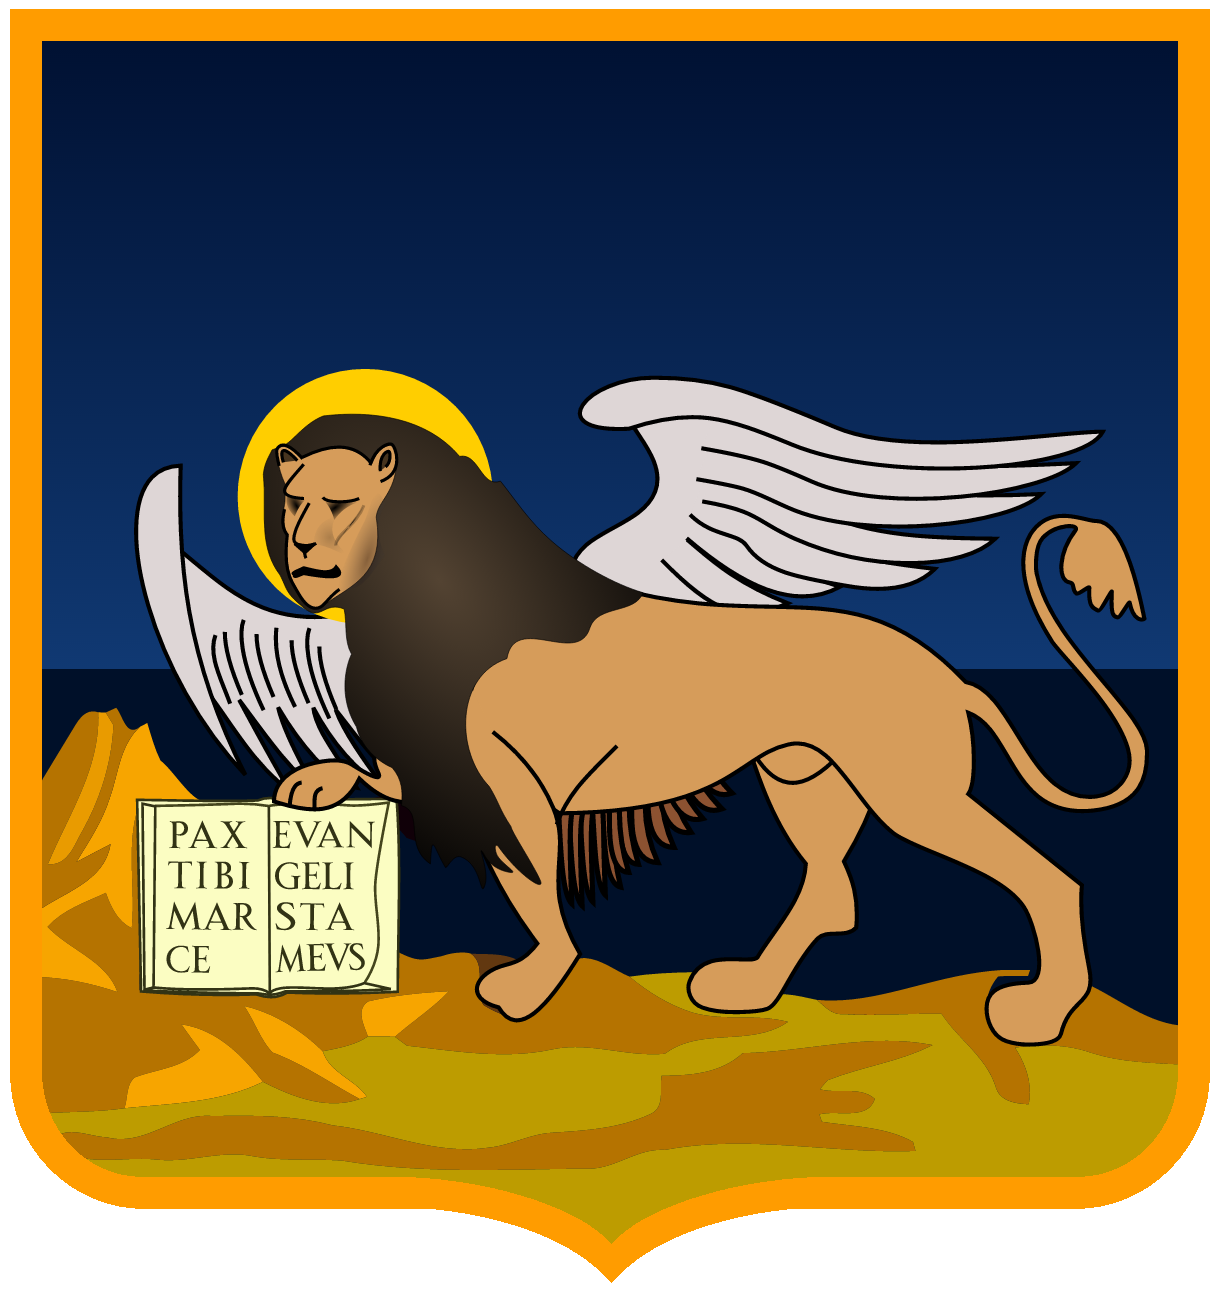 PAX
TIBI
MAR
CE
EVAN
GELI
STA
MEVS